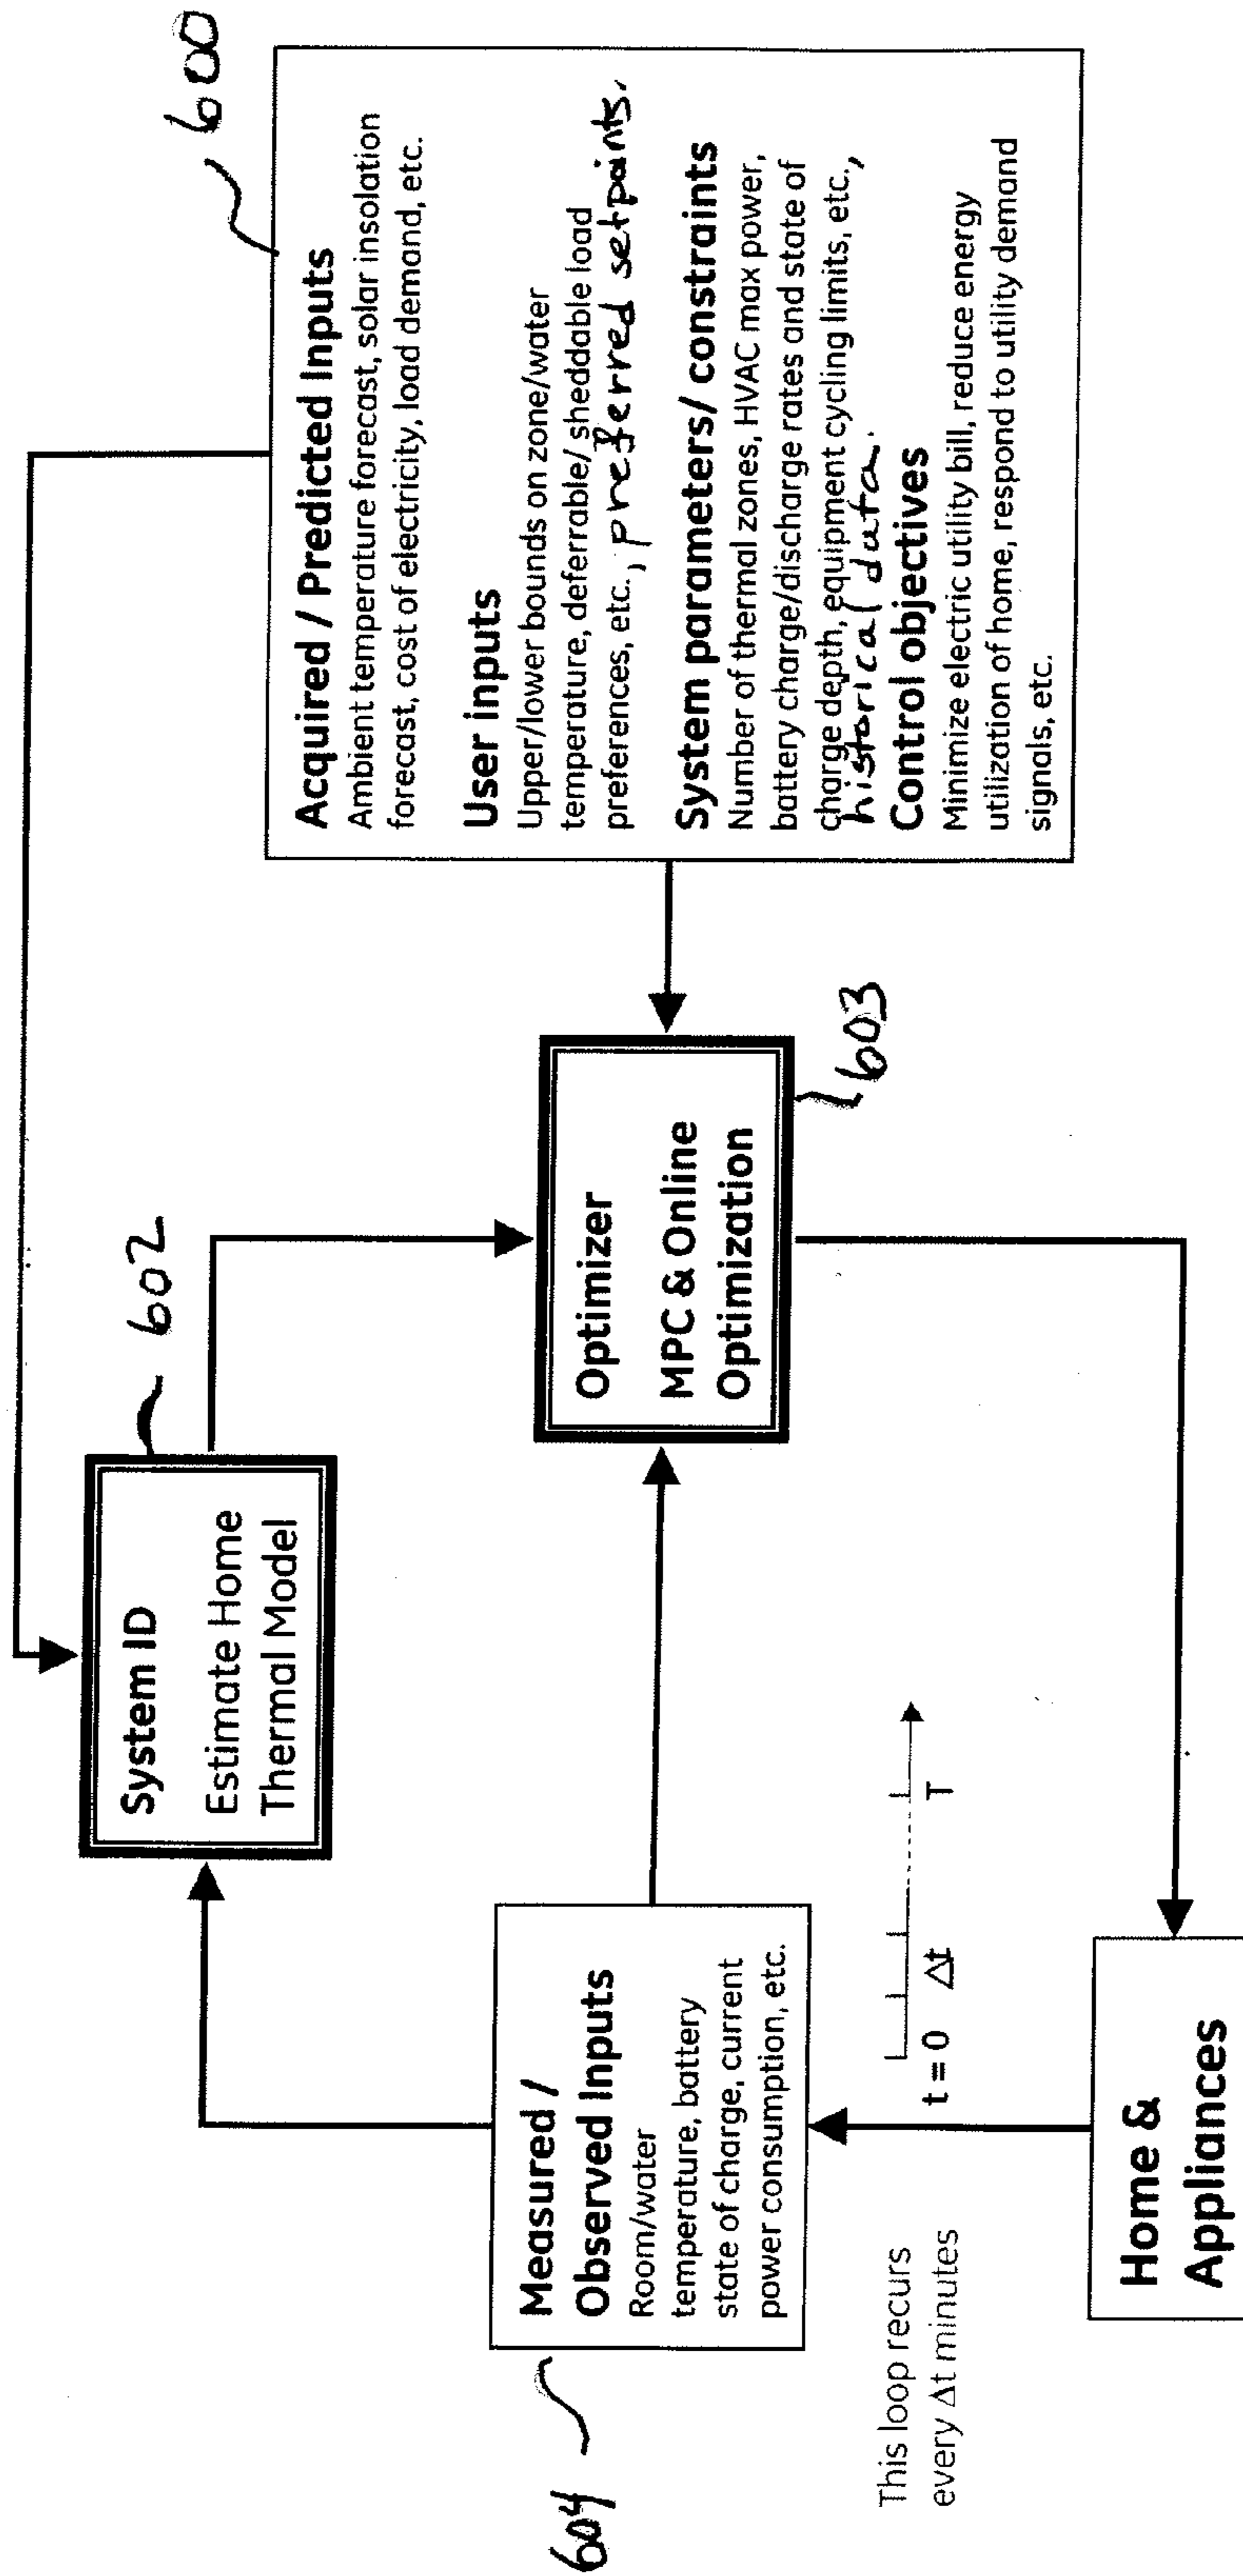 600
Acquired / Predicted Inputs
Ambient temperature forecast, solar insolation
forecast, cost of electricity, load demand, etc.
User inputs
Upper/lower bounds on zone/water
temperature, deferrable/ sheddable load
preferences, etc., preferred setpoints.
System parameters/ constraints
Number of thermal zones, HVAC max power,
battery charge/discharge rates and state of
charge depth, equipment cycling limits, etc.,
historical data.
Control objectives
Minimize electric utility bill, reduce energy
utilization of home, respond to utility demand
signals, etc.
602
System ID
Estimate Home
Thermal Model
603
Optimizer
MPC & Online
Optimization
604
Measured /
Observed Inputs
Room/water
temperature, battery
state of charge, current
power consumption, etc.
This loop recurs
every Δt minutes
t = 0 Δt T
Home &
Appliances